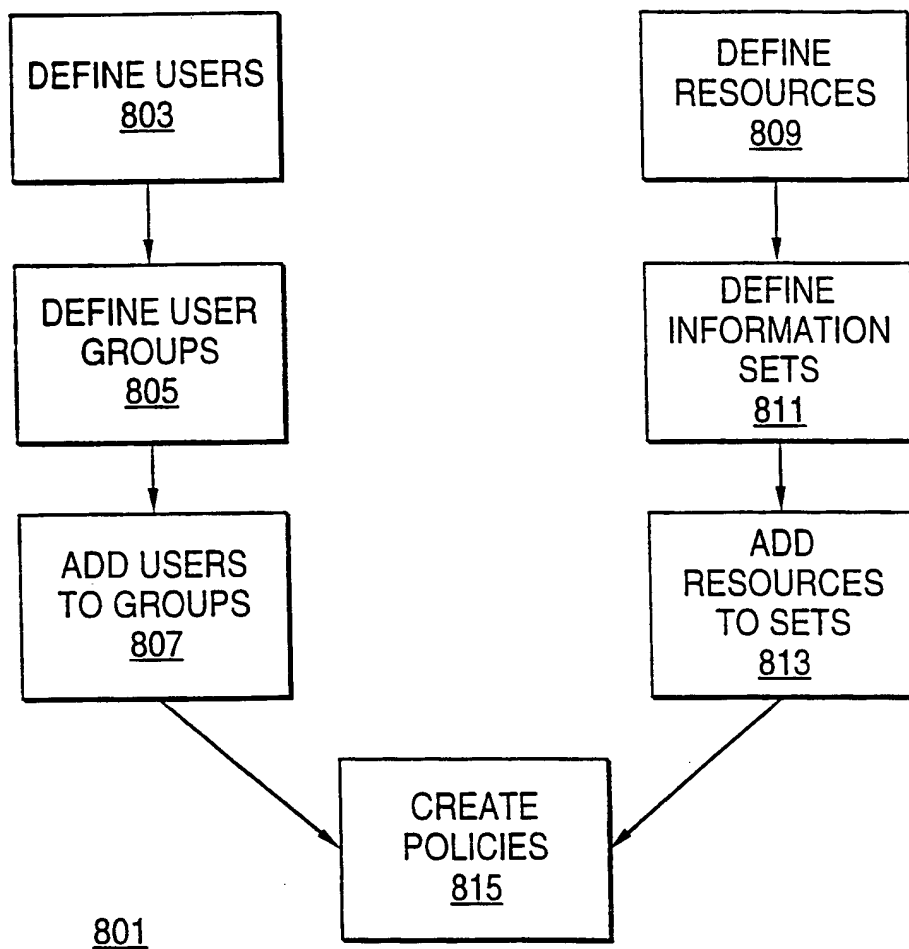 DEFINE USERS
803
DEFINE USER
GROUPS
805
ADD USERS
TO GROUPS
807
DEFINE
RESOURCES
809
DEFINE
INFORMATION
SETS
811
ADD
RESOURCES
TO SETS
813
CREATE
POLICIES
815
801